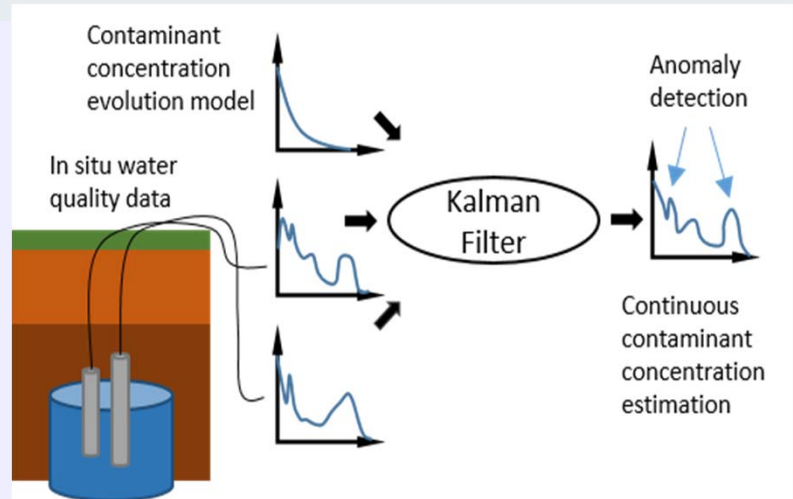 Contaminant
concentration
evolution model
In situ water
quality data
Kalman
Filter
Anomaly
detection
Continuous
contaminant
concentration
estimation